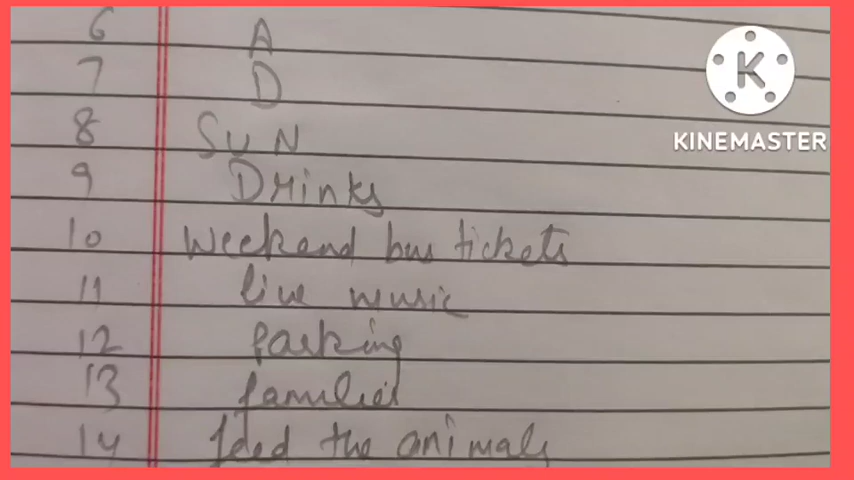 6 A
7 D
8 SUN
9 Drinks
10 Weekend bus tickets
11 live music
12 parking
13 families
14 feed the animals
K
KINEMASTER